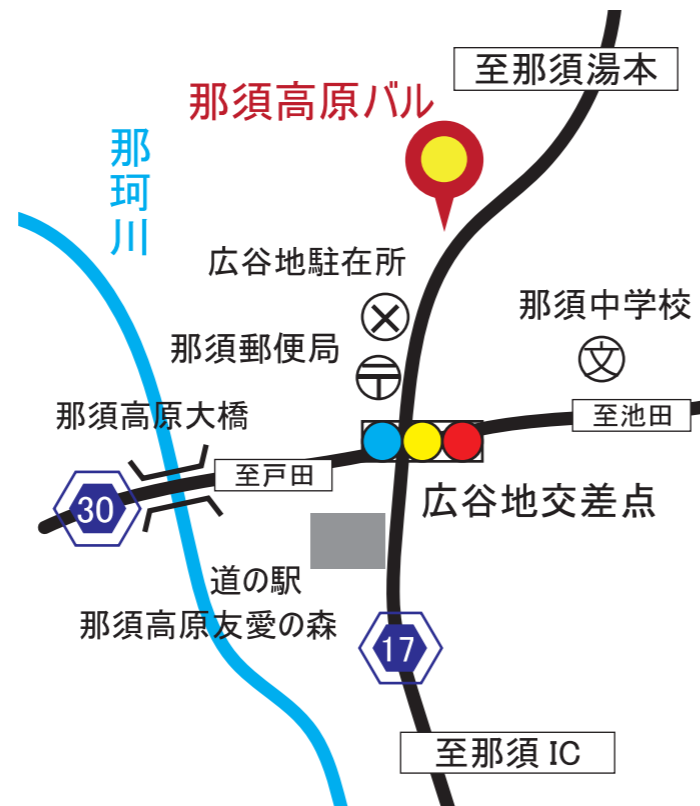 至那須湯本
那須高原バル
那珂川
広谷地駐在所
那須中学校
文
那須郵便局
〒
那須高原大橋
至池田
至戸田
30
広谷地交差点
道の駅
那須高原友愛の森
17
至那須 IC